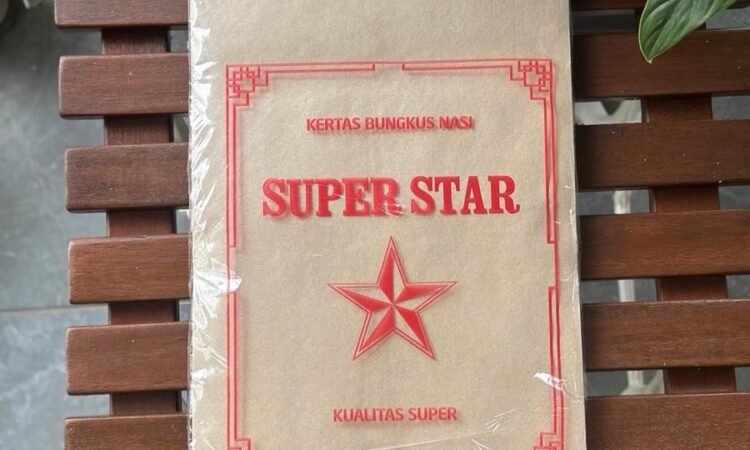 KERTAS BUNGKUS NASI
SUPER STAR
KUALITAS SUPER